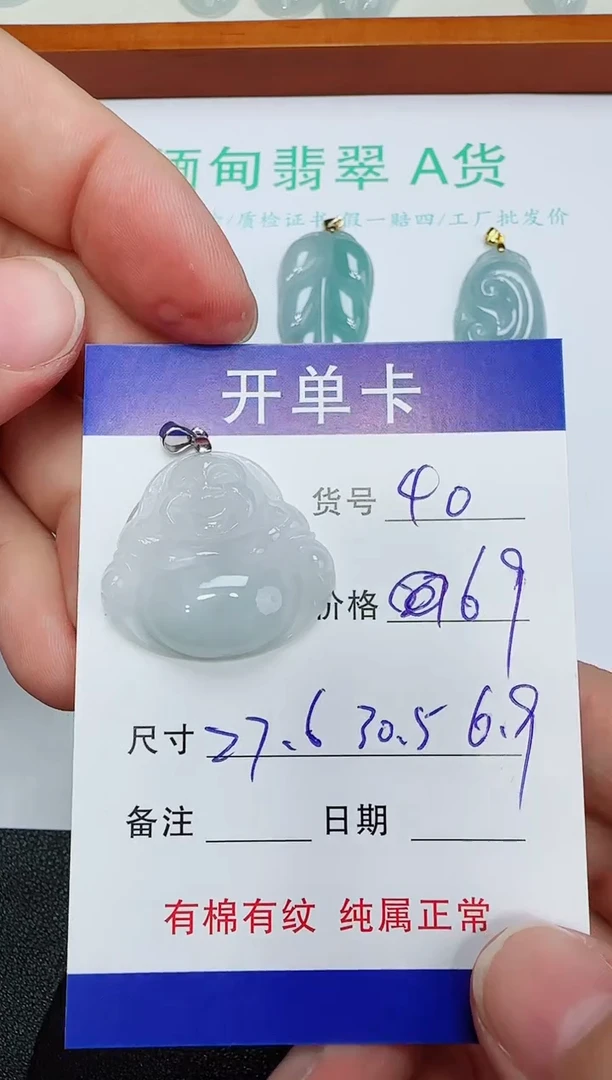 缅甸翡翠 A货
/质检证书/假一赔四/工厂批发价
开单卡
货号 40
价格 69
尺寸 27.6 30.5 6.9
备注
日期
有棉有纹 纯属正常